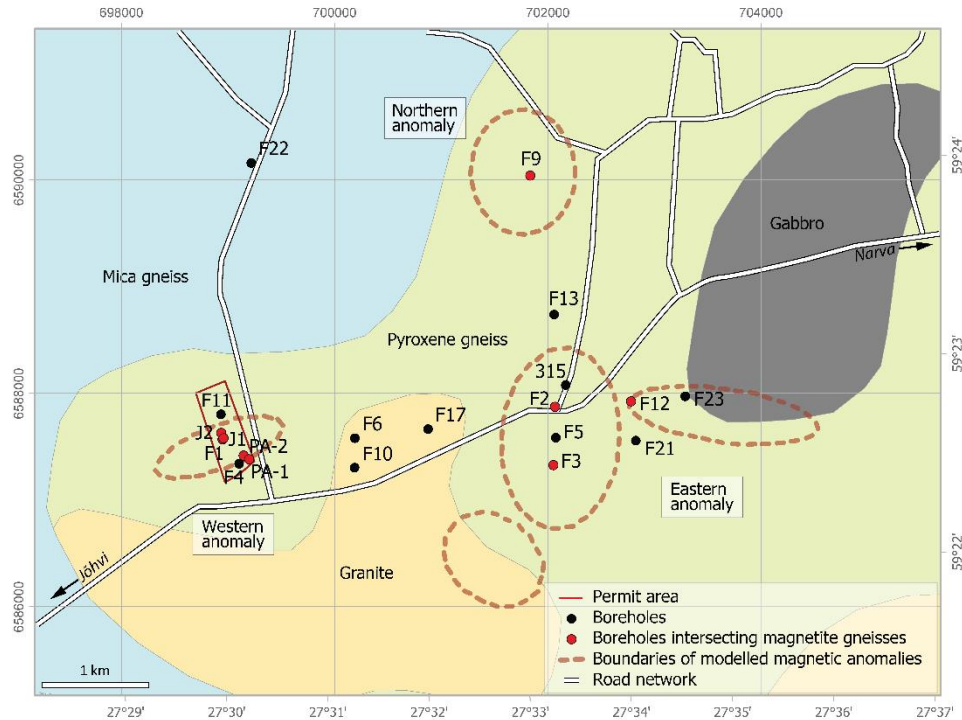 698000
700000
702000
704000
Northern
anomaly
F22
F9
59°24'
6590000
Gabbro
Narva
Mica gneiss
F13
Pyroxene gneiss
59°23'
315
6588000
F11
F2
F12
F23
F6
F17
J2
J1
F1
PA-2
F5
F21
F10
F3
F4
PA-1
Eastern
anomaly
Western
anomaly
59°22'
Jõhvi
Granite
6586000
Permit area
Boreholes
Boreholes intersecting magnetite gneisses
Boundaries of modelled magnetic anomalies
Road network
1 km
27°29'
27°30'
27°31'
27°32'
27°33'
27°34'
27°35'
27°36'
27°37'